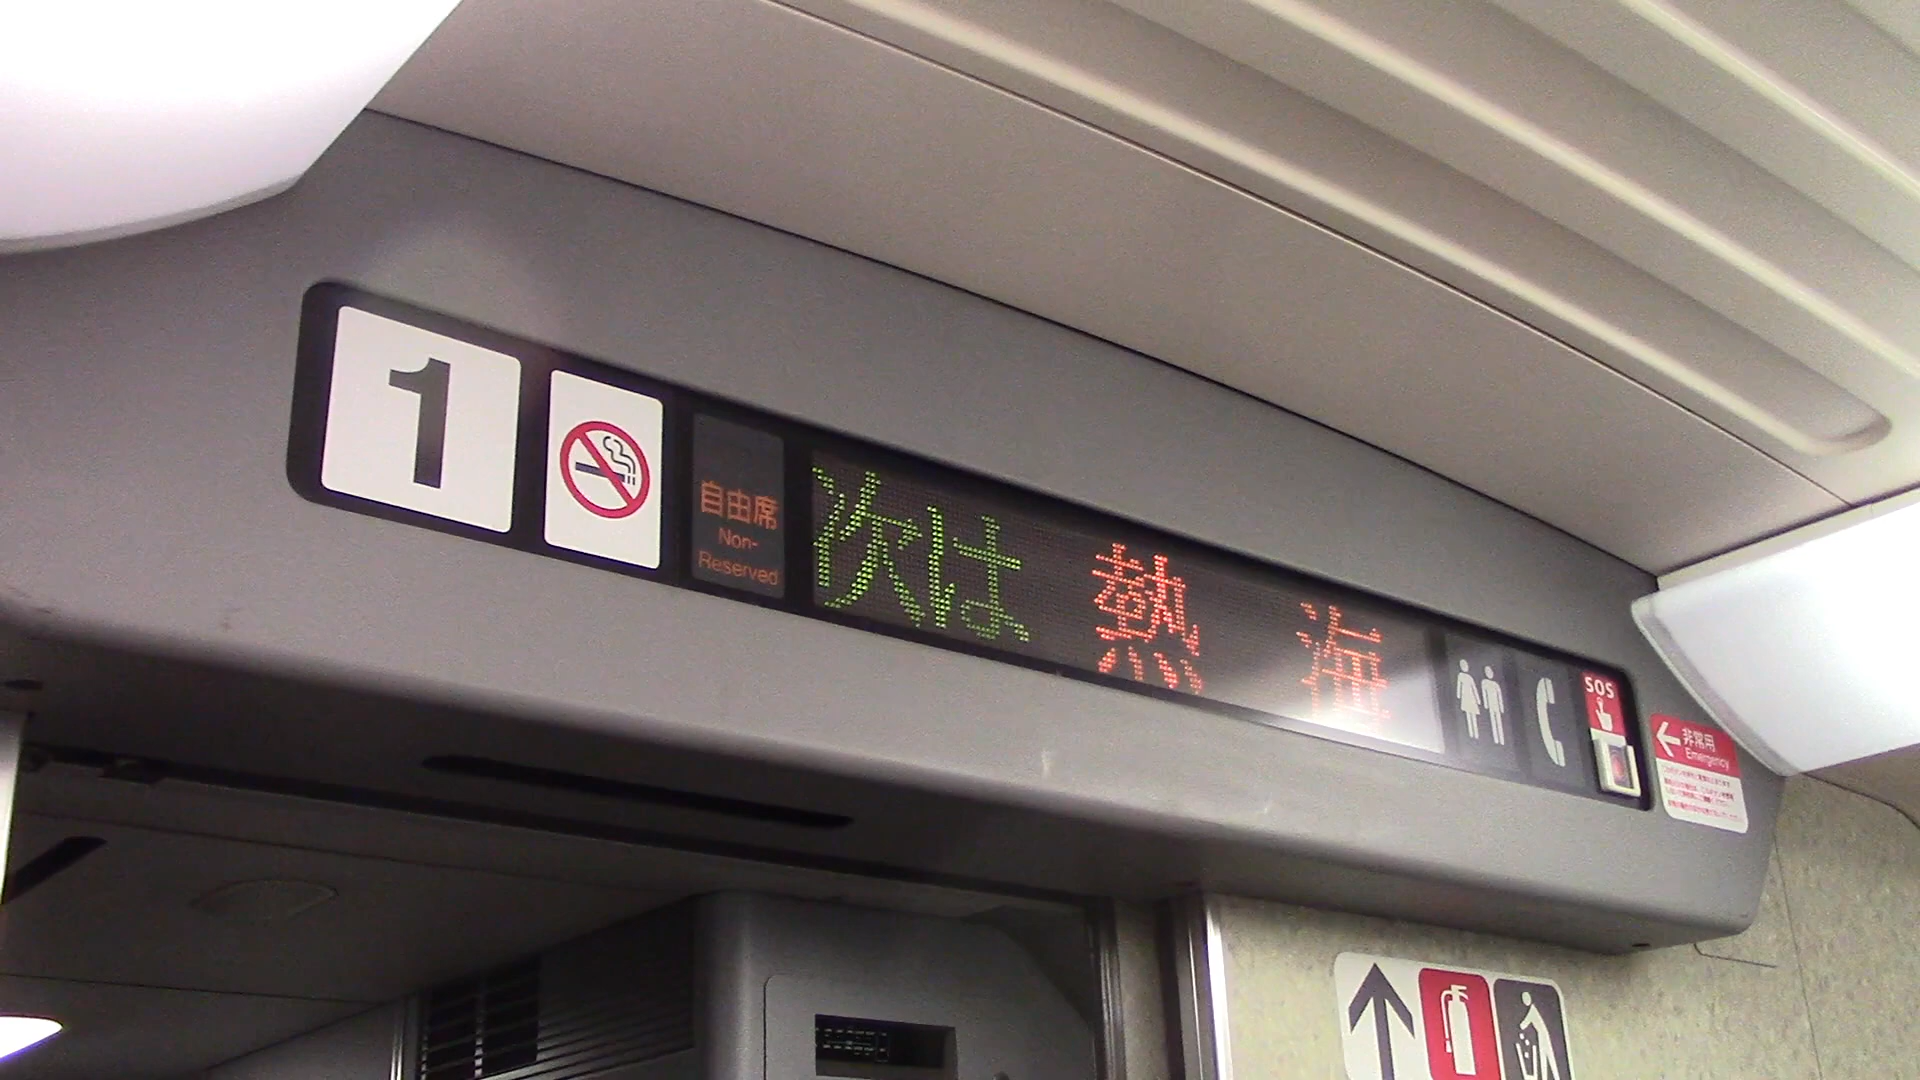 1
自由席
Non-
Reserved
次は 熱 海
SOS
非常用
Emergency